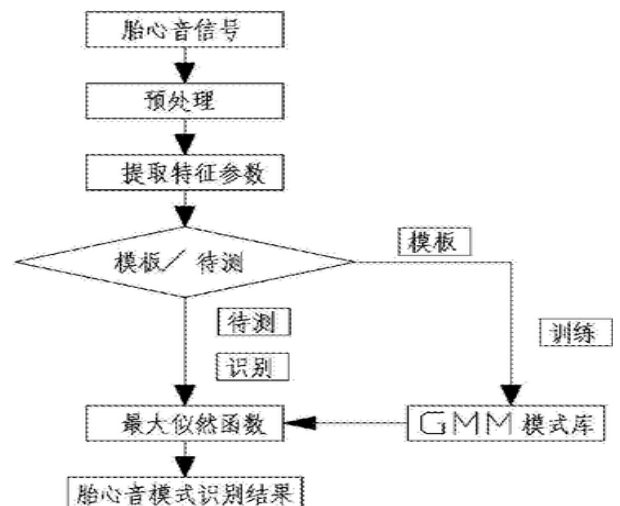 胎心音信号
预处理
提取特征参数
模板/待测
模板
待测
训练
识别
最大似然函数
GMM模式库
胎心音模式识别结果